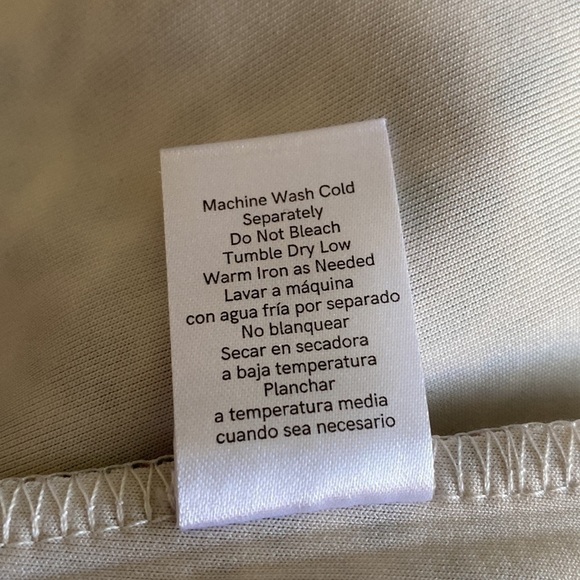 Machine Wash Cold
Separately
Do Not Bleach
Tumble Dry Low
Warm Iron as Needed
Lavar a máquina
con agua fría por separado
No blanquear
Secar en secadora
a baja temperatura
Planchar
a temperatura media
cuando sea necesario